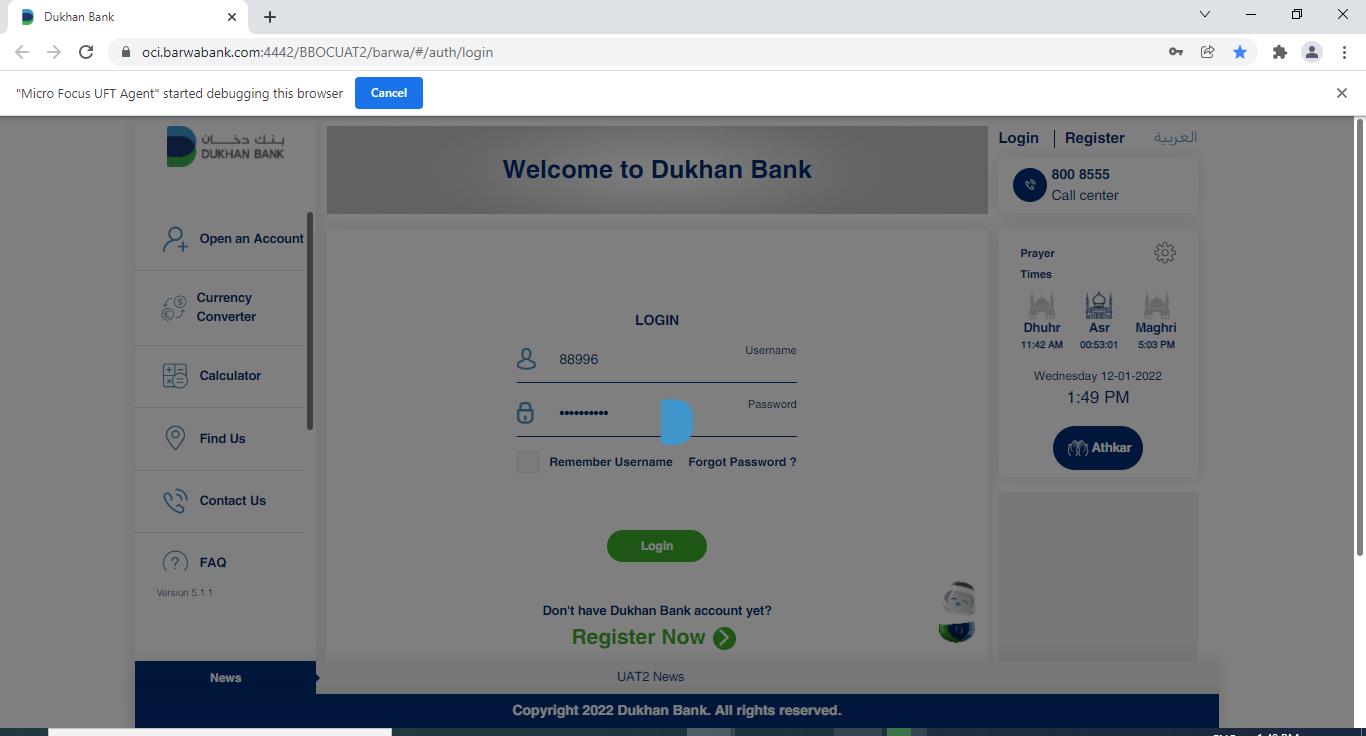 Dukhan Bank
oci.barwabank.com:4442/BBOCUAT2/barwa/#/auth/login
"Micro Focus UFT Agent" started debugging this browser
Cancel
بنك دخان
DUKHAN BANK
Open an Account
Currency
Converter
Calculator
Find Us
Contact Us
FAQ
Version 5.1.1
Welcome to Dukhan Bank
LOGIN
Username
88996
Password
••••••••••
Remember Username
Forgot Password ?
Login
Don't have Dukhan Bank account yet?
Register Now
Login | Register
العربية
800 8555
Call center
Prayer
Times
Dhuhr Asr Maghri
11:42 AM 00:53:01 5:03 PM
Wednesday 12-01-2022
1:49 PM
Athkar
News
UAT2 News
Copyright 2022 Dukhan Bank. All rights reserved.